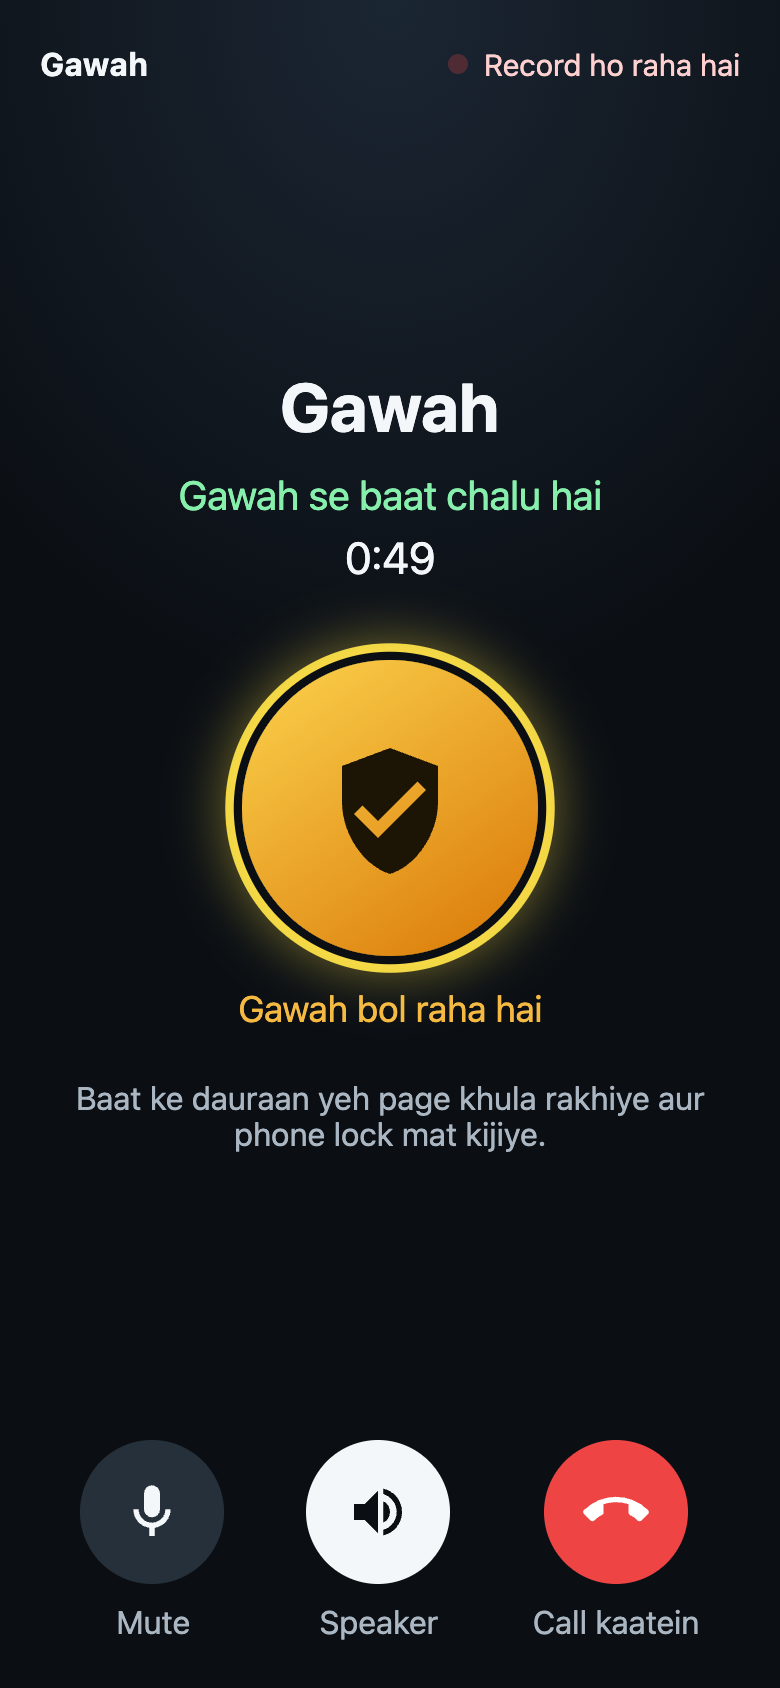 Gawah
Record ho raha hai
Gawah
Gawah se baat chalu hai
0:49
Gawah bol raha hai
Baat ke dauraan yeh page khula rakhiye aur
phone lock mat kijiye.
Mute
Speaker
Call kaatein